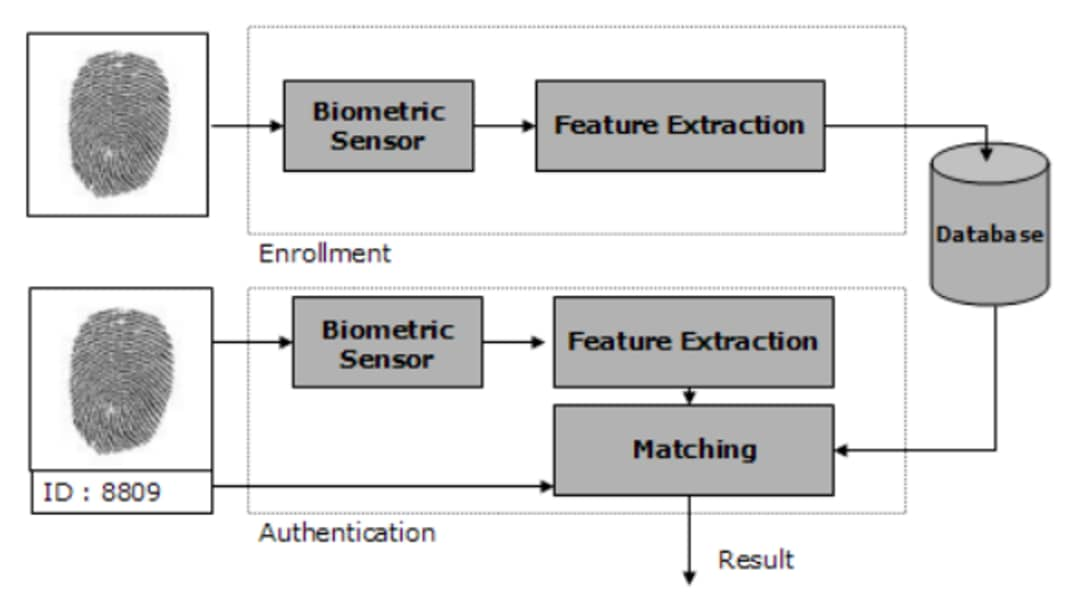 Biometric
Sensor
Feature Extraction
Database
Enrollment
Biometric
Sensor
Feature Extraction
Matching
ID : 8809
Authentication
Result